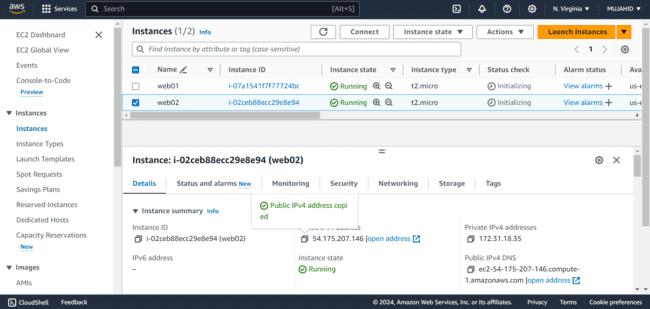 aws Services Search [Alt+S] N. Virginia MUJAHID
EC2 Dashboard
EC2 Global View
Events
Console-to-Code
Preview
Instances
Instances
Instance Types
Launch Templates
Spot Requests
Savings Plans
Reserved Instances
Dedicated Hosts
Capacity Reservations
New
Images
AMIs
Instances (1/2) Info
Connect Instance state Actions Launch instances
Find Instance by attribute or tag (case-sensitive)
1
Name Instance ID Instance state Instance type Status check Alarm status Ava
web01 i-07a1541f7f77724bc Running t2.micro Initializing View alarms us-e
web02 i-02ceb88ecc29e8e94 Running t2.micro Initializing View alarms us-e
Instance: i-02ceb88ecc29e8e94 (web02)
Details Status and alarms New Monitoring Security Networking Storage Tags
Public IPv4 address copi
ed
Instance summary Info
Instance ID
i-02ceb88ecc29e8e94 (web02)
IPv6 address
–
54.175.207.146 |open address
Instance state
Running
Private IPv4 addresses
172.31.18.35
Public IPv4 DNS
ec2-54-175-207-146.compute-
1.amazonaws.com |open address
CloudShell Feedback © 2024, Amazon Web Services, Inc. or its affiliates. Privacy Terms Cookie preferences